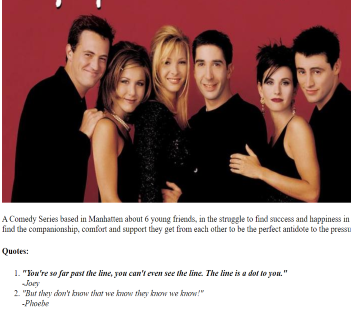 A Comedy Series based in Manhatten about 6 young friends, in the struggle to find success and happiness in
find the companionship, comfort and support they get from each other to be the perfect antidote to the
Quotes:
1. "You're so far past the line, you can't even see the line. The line is a dot to you."
-Joey
2. "But they don't know that we know they know we know!"
-Phoebe